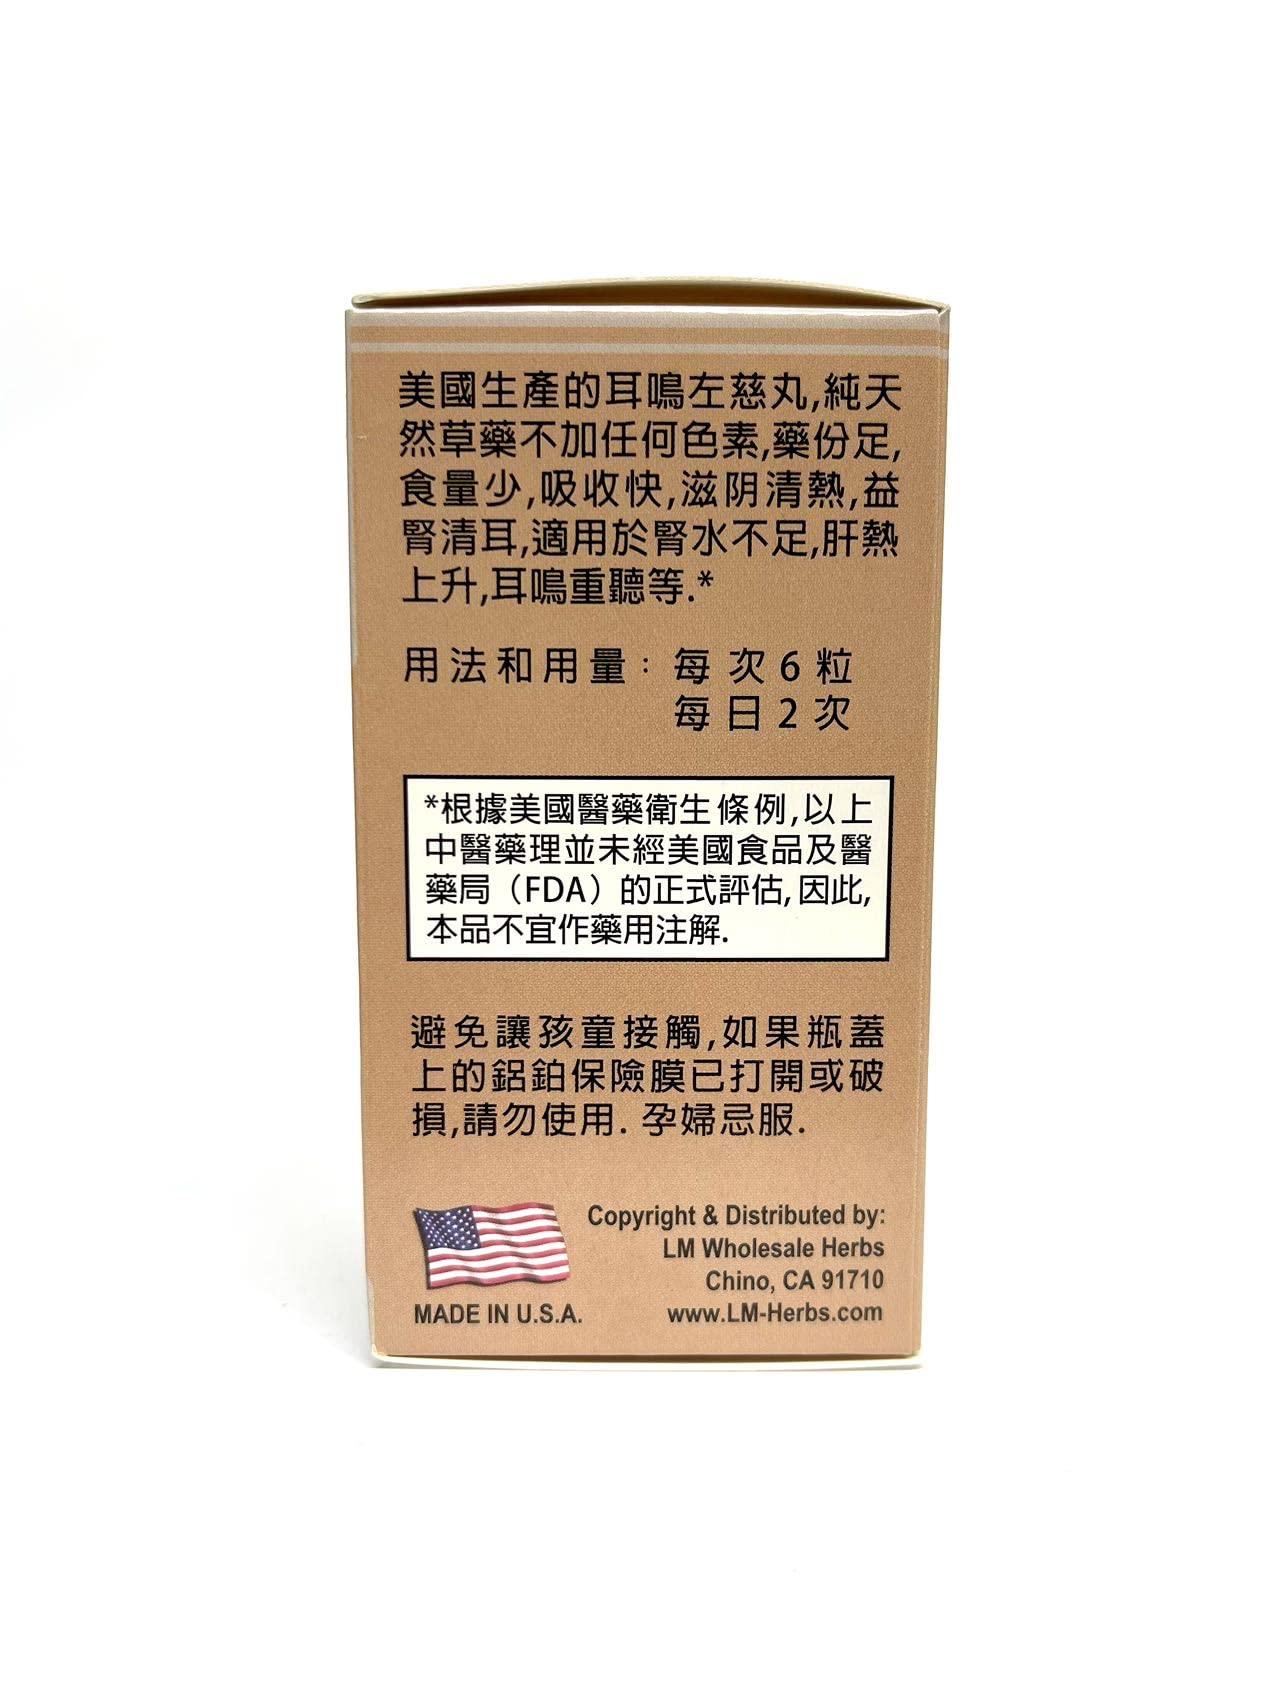 美國生產的耳鳴左慈丸,純天
然草藥不加任何色素,藥份足,
食量少,吸收快,滋阴清熱,益
腎清耳,適用於腎水不足,肝熱
上升,耳鳴重聽等.*
用法和用量：每次6粒
每日2次
*根據美國醫藥衛生條例,以上
中醫藥理並未經美國食品及醫
藥局（FDA）的正式評估,因此,
本品不宜作藥用注解.
避免讓孩童接觸,如果瓶蓋
上的鋁鉑保險膜已打開或破
損,請勿使用. 孕婦忌服.
Copyright & Distributed by:
LM Wholesale Herbs
Chino, CA 91710
MADE IN U.S.A. www.LM-Herbs.com